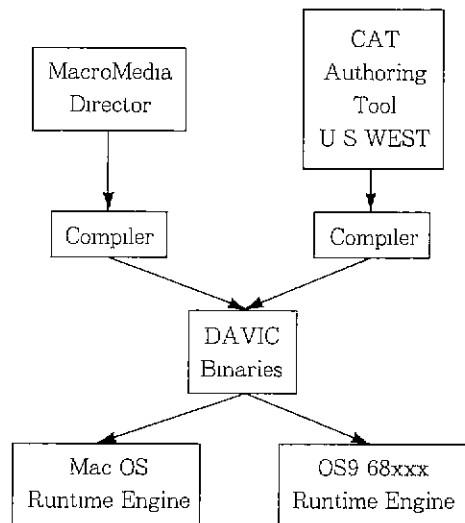 MacroMedia
Director
CAT
Authoring
Tool
U S WEST
Compiler
Compiler
DAVIC
Binaries
Mac OS
Runtime Engine
OS9 68xxx
Runtime Engine